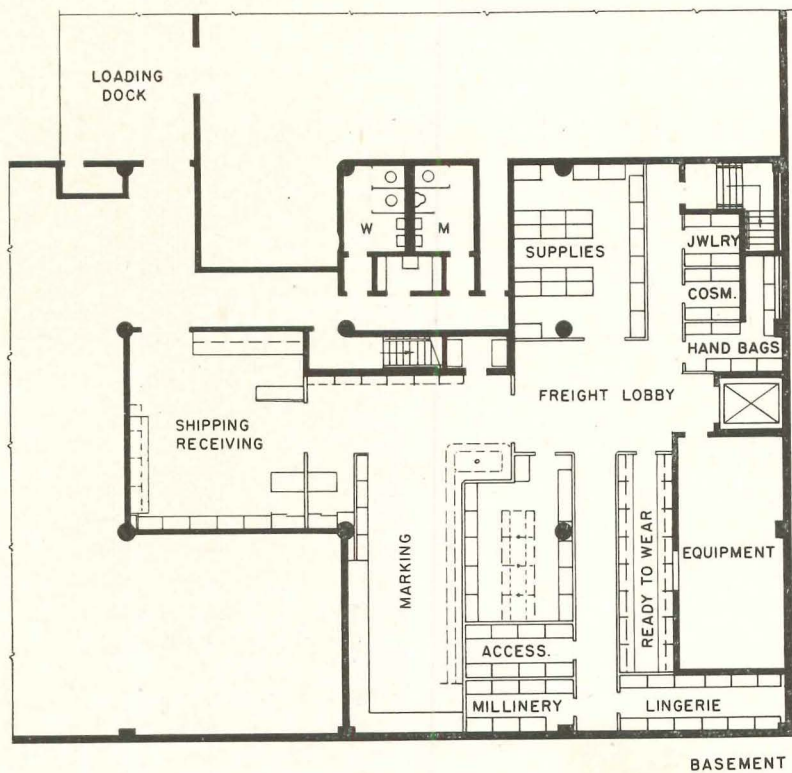 LOADING
DOCK
W
M
SUPPLIES
JWLRY
COSM.
HAND BAGS
FREIGHT LOBBY
SHIPPING
RECEIVING
MARKING
READY TO WEAR
EQUIPMENT
ACCESS.
MILLINERY
LINGERIE
BASEMENT